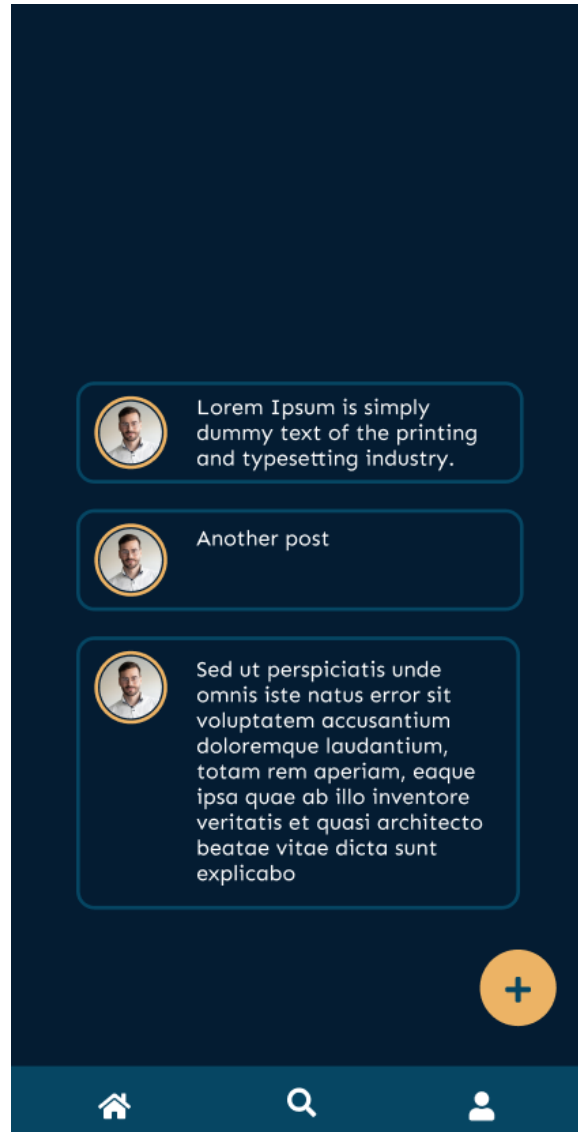 Lorem Ipsum is simply
dummy text of the printing
and typesetting industry.
Another post
Sed ut perspiciatis unde
omnis iste natus error sit
voluptatem accusantium
doloremque laudantium,
totam rem aperiam, eaque
ipsa quae ab illo inventore
veritatis et quasi architecto
beatae vitae dicta sunt
explicabo